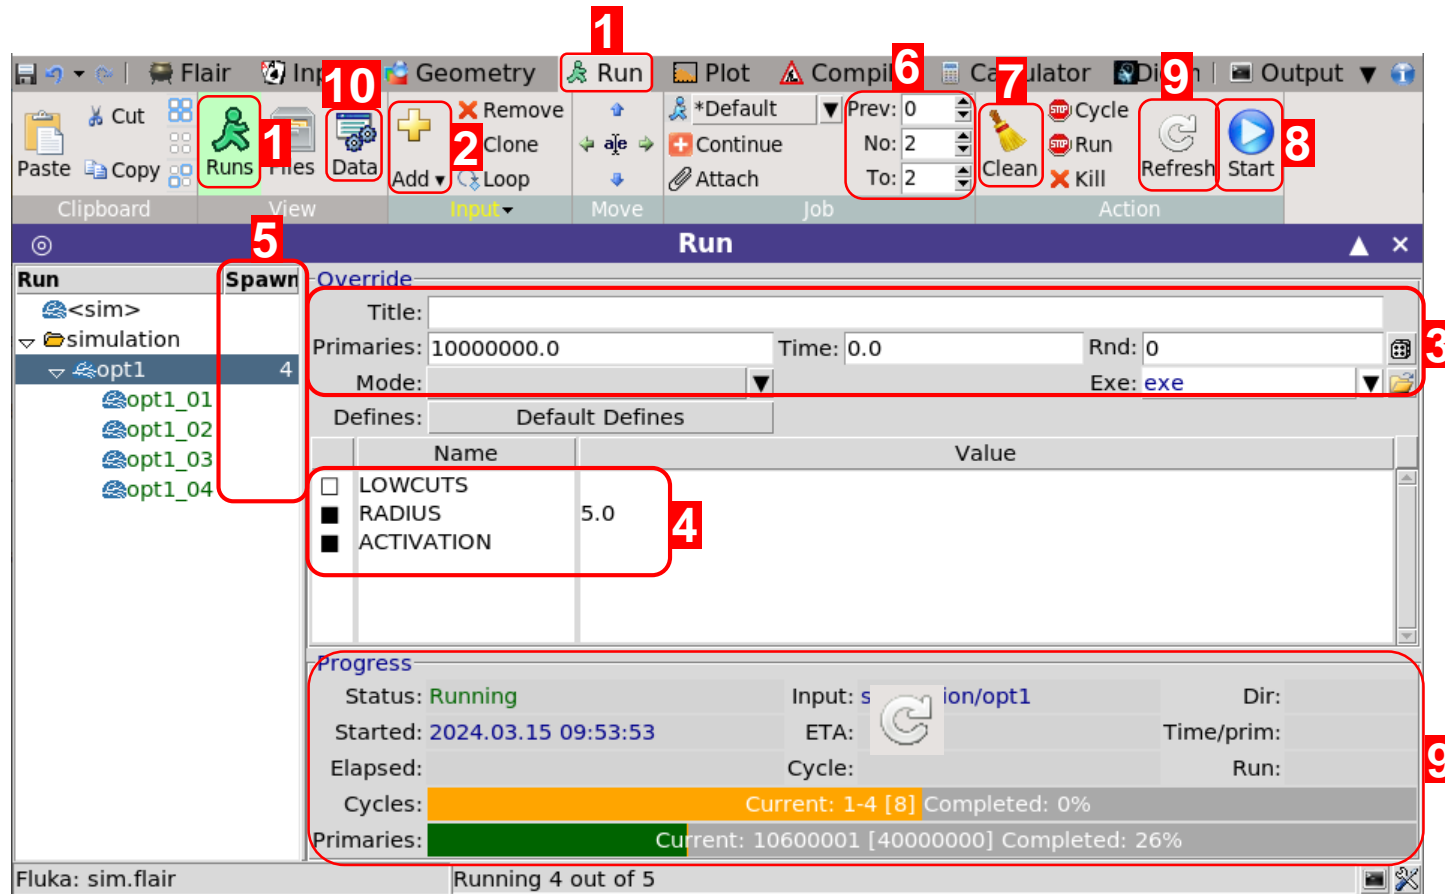 1
Flair
Geometry
Run
Plot
Output
10
6
7
9
Cut
Copy
Paste
Runs
1
Data
Add
2
Remove
Clone
Loop
a|e
*Default
Continue
Attach
Prev: 0
No: 2
To: 2
Clean
STOP Cycle
STOP Run
Kill
Refresh
Start
8
Clipboard
View
Input
Move
Job
Action
5
Run
Run
Spawn
<sim>
simulation
opt1 4
opt1_01
opt1_02
opt1_03
opt1_04
Override
Title:
Primaries: 10000000.0 Time: 0.0 Rnd: 0
3
Mode: Exe: exe
Defines: Default Defines
Name Value
LOWCUTS
RADIUS 5.0
ACTIVATION
4
Progress
Status: Running Input: Dir:
Started: 2024.03.15 09:53:53 ETA: Time/prim:
9
Elapsed: Cycle: Run:
Cycles: Current: 1-4 [8] Completed: 0%
Primaries: Current: 10600001 [40000000] Completed: 26%
Fluka: sim.flair Running 4 out of 5